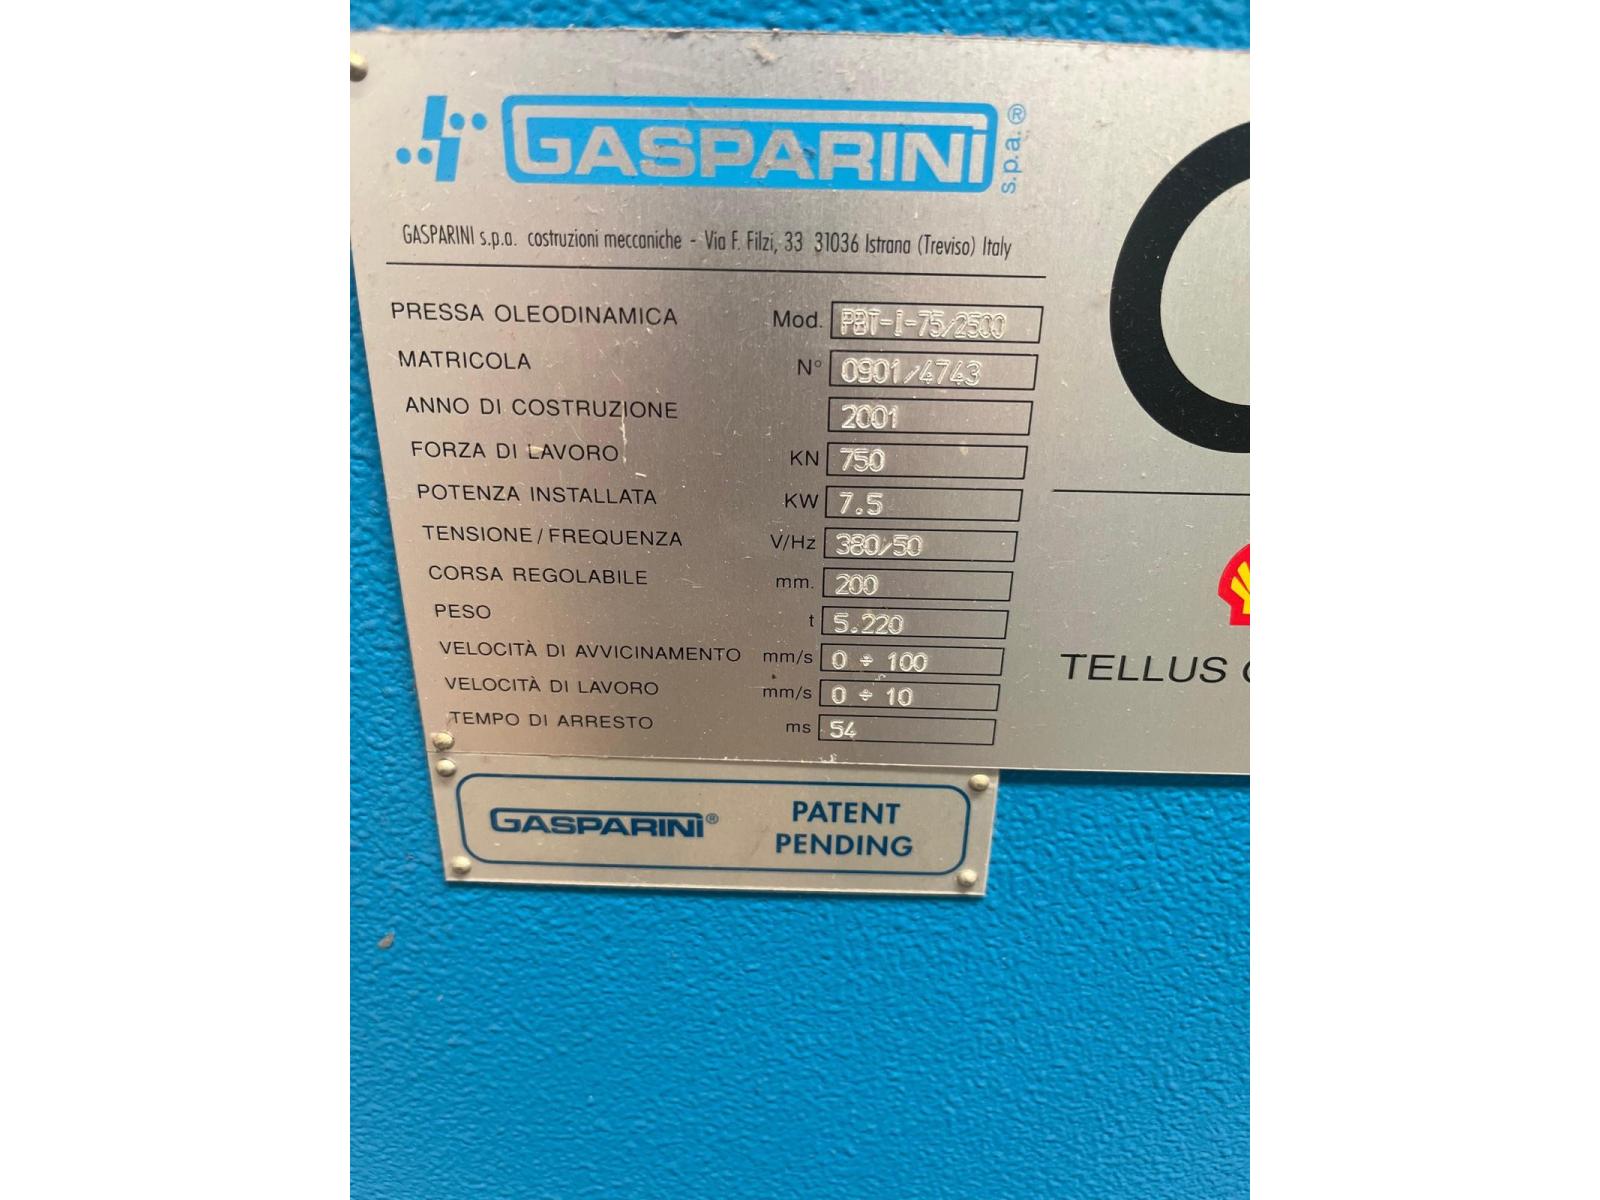 GASPARINI s.p.a.®
GASPARINI s.p.a. costruzioni meccaniche - Via F. Filzi, 33 31036 Istrana (Treviso) Italy
PRESSA OLEODINAMICA Mod. PBT-I-75/2500
MATRICOLA N° 0901/4743
ANNO DI COSTRUZIONE 2001
FORZA DI LAVORO KN 750
POTENZA INSTALLATA KW 7.5
TENSIONE/FREQUENZA V/Hz 380/50
CORSA REGOLABILE mm. 200
PESO t 5.220
VELOCITÀ DI AVVICINAMENTO mm/s 0 ÷ 100
VELOCITÀ DI LAVORO mm/s 0 ÷ 10
TEMPO DI ARRESTO ms 54
TELLUS
GASPARINI® PATENT
PENDING